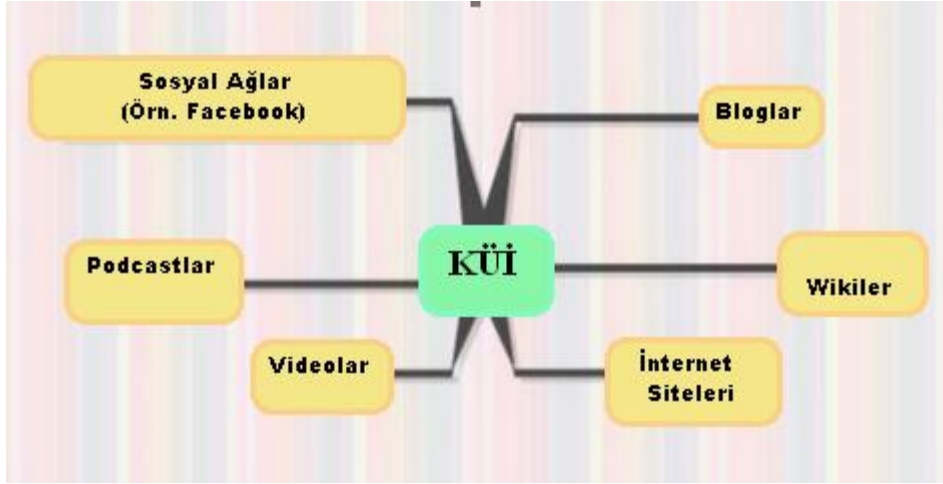 Sosyal Ağlar
(Örn. Facebook)
Bloglar
KÜİ
Podcastlar
Wikiler
Videolar
İnternet
Siteleri